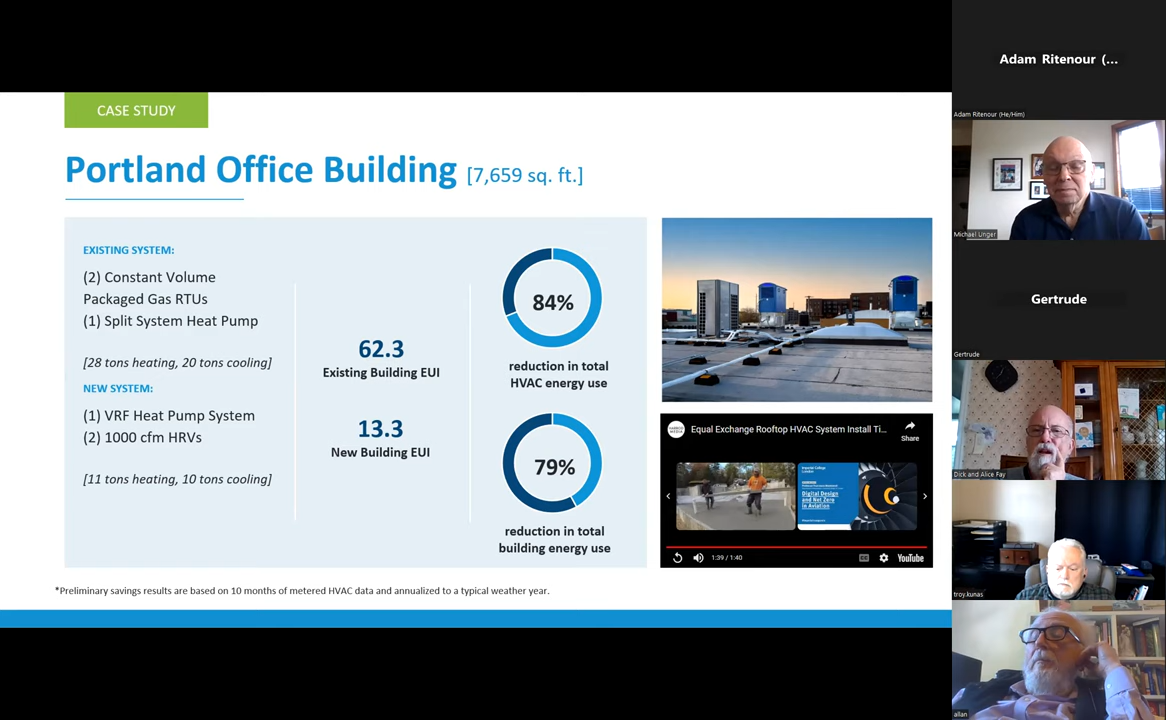 CASE STUDY
Portland Office Building [7,659 sq. ft.]
EXISTING SYSTEM:
(2) Constant Volume
Packaged Gas RTUs
(1) Split System Heat Pump
[28 tons heating, 20 tons cooling]
NEW SYSTEM:
(1) VRF Heat Pump System
(2) 1000 cfm HRVs
[11 tons heating, 10 tons cooling]
62.3
Existing Building EUI
13.3
New Building EUI
84%
reduction in total
HVAC energy use
79%
reduction in total
building energy use
Equal Exchange Rooftop HVAC System Install Ti...
Share
Imperial College
London
Digital Design
and Net Zero
in Aviation
1:39 / 1:40
CC
YouTube
*Preliminary savings results are based on 10 months of metered HVAC data and annualized to a typical weather year.
Adam Ritenour (...
Adam Ritenour (He/Him)
Michael Unger
Gertrude
Gertrude
Dick and Alice Fay
troy.kunas
allan